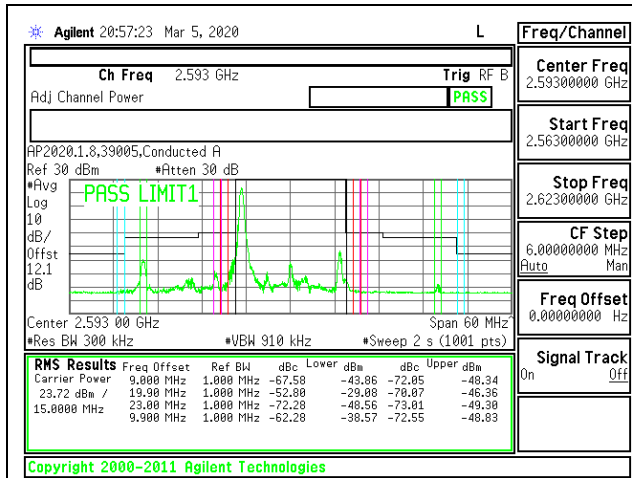 Agilent 20:57:23 Mar 5, 2020 L
Freq/Channel
Ch Freq 2.593 GHz Trig RF B
Adj Channel Power PASS
Center Freq
2.59300000 GHz
Start Freq
2.56300000 GHz
Stop Freq
2.62300000 GHz
CF Step
6.00000000 MHz
Auto Man
Freq Offset
0.00000000 Hz
Signal Track
On Off
AP2020.1.8,39005,Conducted A
Ref 30 dBm #Atten 30 dB
#Avg
Log
10
dB/
Offst
12.1
dB
PASS LIMIT1
Center 2.593 00 GHz Span 60 MHz^
#Res BW 300 kHz #VBW 910 kHz #Sweep 2 s (1001 pts)
RMS Results Freq Offset Ref BW dBc Lower dBm dBc Upper dBm
Carrier Power 9.000 MHz 1.000 MHz -67.58 -43.86 -72.05 -48.34
23.72 dBm / 19.90 MHz 1.000 MHz -52.80 -29.08 -70.07 -46.36
15.0000 MHz 23.00 MHz 1.000 MHz -72.28 -48.56 -73.01 -49.30
9.900 MHz 1.000 MHz -62.28 -38.57 -72.55 -48.83
Copyright 2000-2011 Agilent Technologies